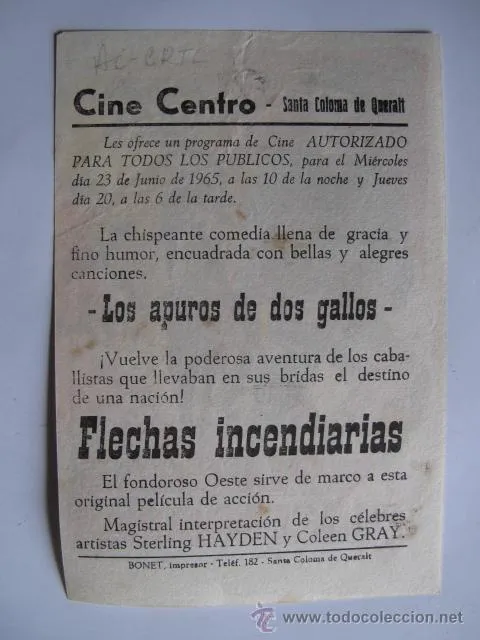 AC-CRTL
Cine Centro - Santa Coloma de Queralt
Les ofrece un programa de Cine AUTORIZADO
PARA TODOS LOS PUBLICOS, para el Miércoles
día 23 de Junio de 1965, a las 10 de la noche y Jueves
día 20, a las 6 de la tarde.
La chispeante comedia llena de gracia y
fino humor, encuadrada con bellas y alegres
canciones.
- Los apuros de dos gallos -
¡Vuelve la poderosa aventura de los caba-
llistas que llevaban en sus bridas el destino
de una nación!
Flechas incendiarias
El fondoroso Oeste sirve de marco a esta
original película de acción.
Magistral interpretación de los célebres
artistas Sterling HAYDEN y Coleen GRAY.
BONET, impresor - Teléf. 182 - Santa Coloma de Queralt
todocoleccion.net